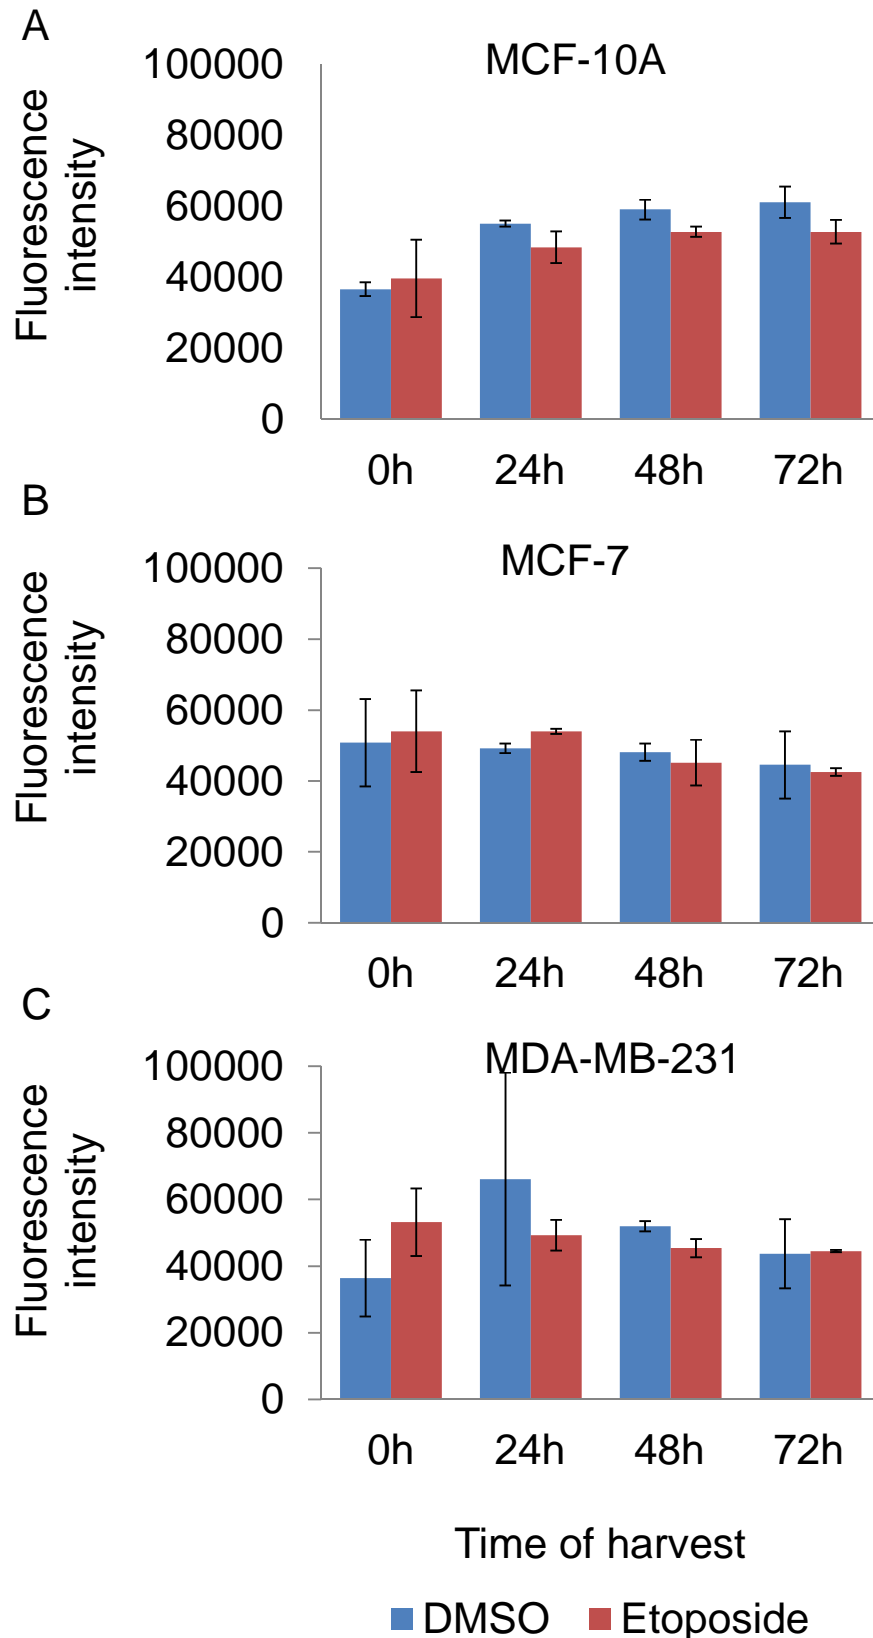 A
MCF-10A
Fluorescence
intensity
100000
80000
60000
40000
20000
0
0h 24h 48h 72h
B
MCF-7
Fluorescence
intensity
100000
80000
60000
40000
20000
0
0h 24h 48h 72h
C
MDA-MB-231
Fluorescence
intensity
100000
80000
60000
40000
20000
0
0h 24h 48h 72h
Time of harvest
DMSO Etoposide